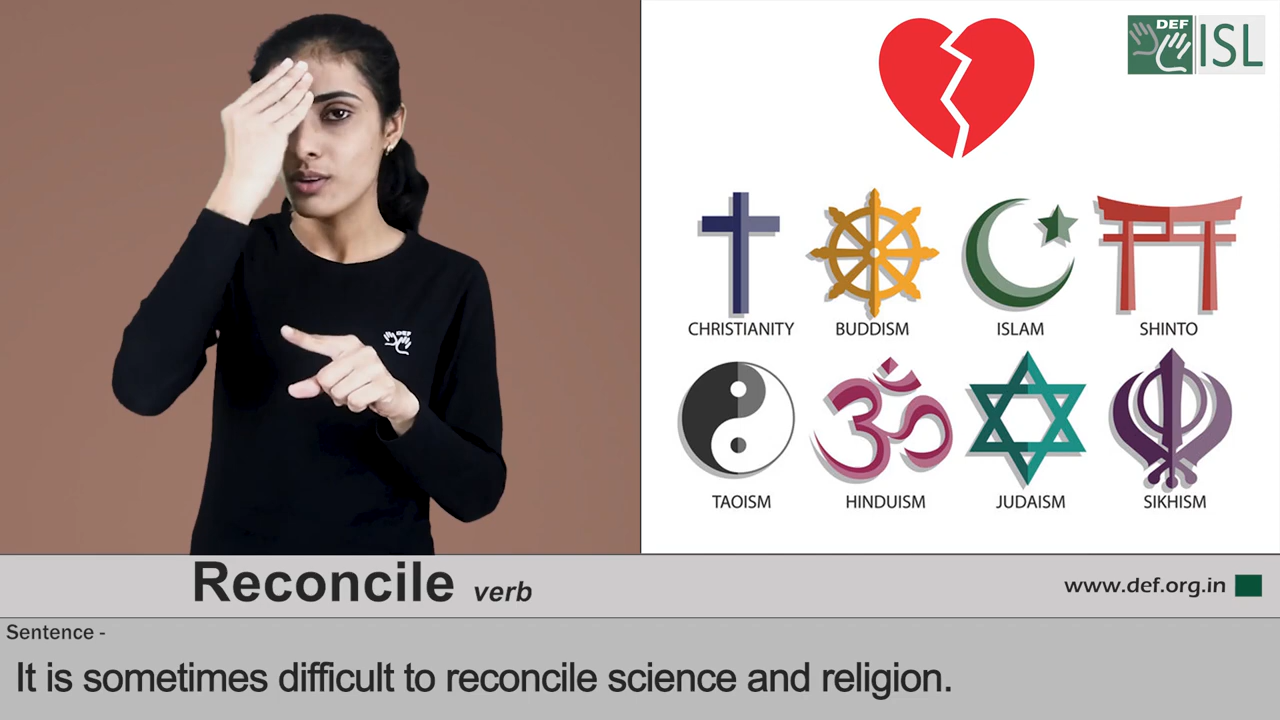 DEF
ISL
DEF
CHRISTIANITY BUDDISM ISLAM SHINTO
TAOISM HINDUISM JUDAISM SIKHISM
Reconcile verb
www.def.org.in
Sentence -
It is sometimes difficult to reconcile science and religion.